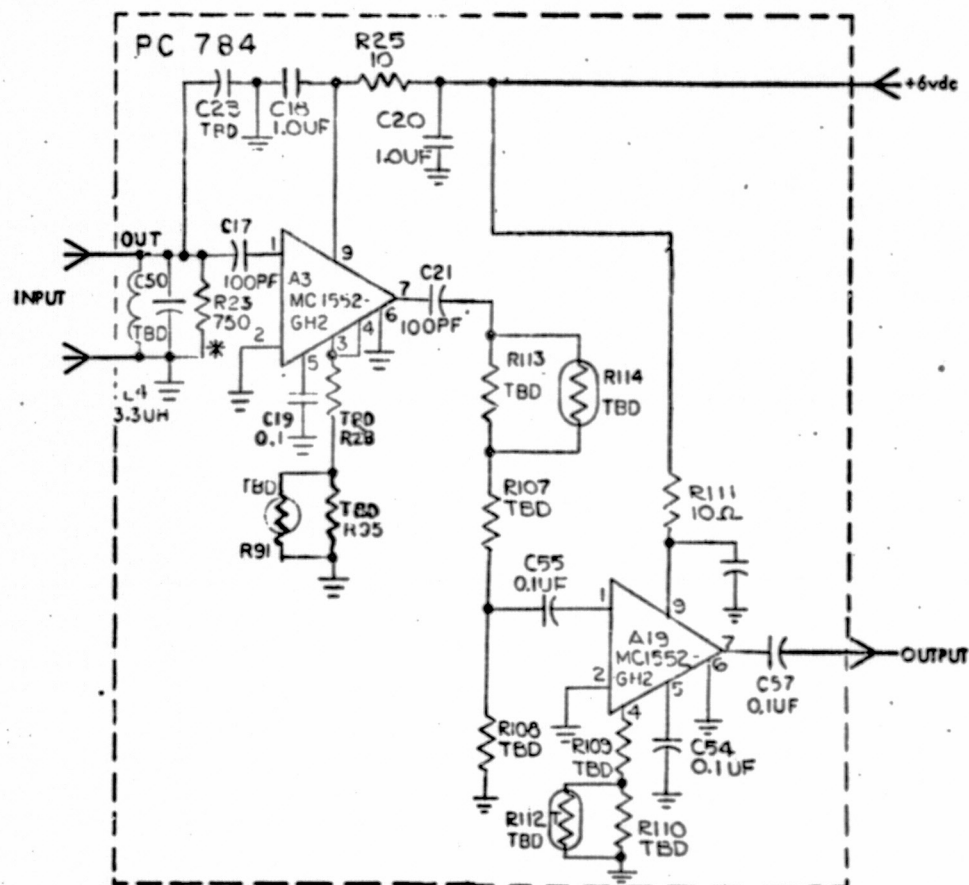 PC 784
R25
10
+6vdc
C23
TBD
C18
1.0UF
C20
1.0UF
OUT
C17
100PF
1
9
A3
MC1552-
GH2
7
C21
100PF
6
4
3
2
5
INPUT
C50
TBD
R23
750
*
L4
3.3UH
C19
0.1
TBD
R28
R113
TBD
R114
TBD
TBD
R91
TBD
R107
TBD
R111
10Ω
C55
0.1UF
1
9
A19
MC1552-
GH2
7
6
2
5
4
OUTPUT
C57
0.1UF
R108
TBD
R109
TBD
C54
0.1UF
R112
T
TBD
R110
TBD